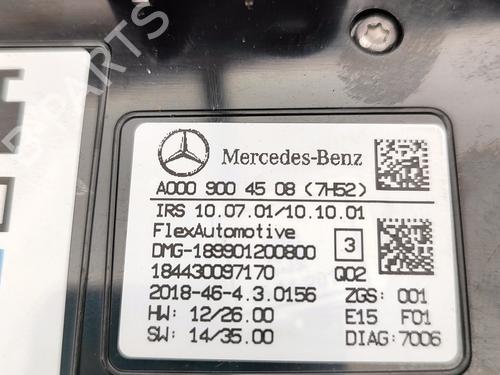 Mercedes-Benz
A000 900 45 08 (7H52)
IRS 10.07.01/10.10.01
FlexAutomotive
DMG-189901200800 3
184430097170 Q02
2018-46-4.3.0156 ZGS: 001
HW: 12/26.00 E15 F01
SW: 14/35.00 DIAG:7006
B-PARTS